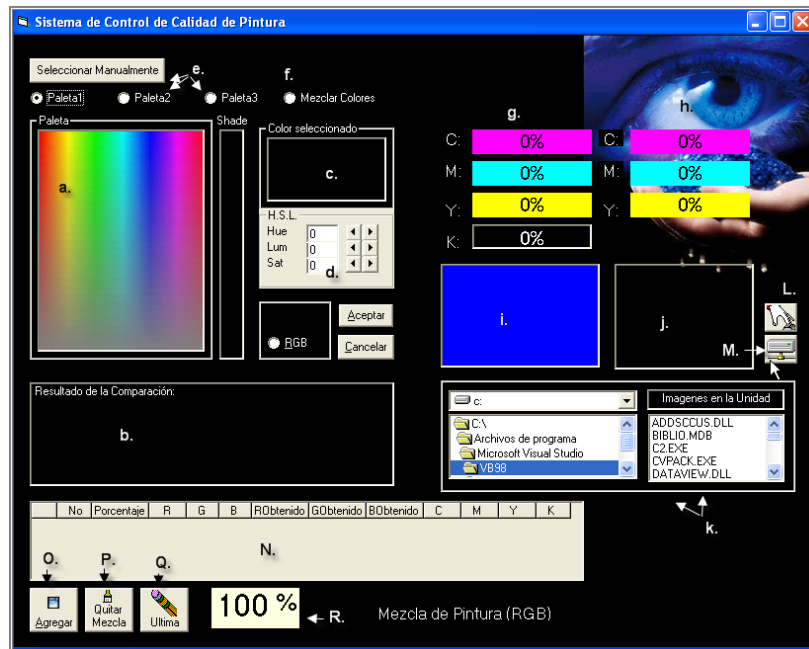 Sistema de Control de Calidad de Pintura
Seleccionar Manualmente
e.
f.
Paleta1
Paleta2
Paleta3
Mezclar Colores
Paleta
Shade
a.
Color seleccionado
c.
H.S.L.
Hue 0
Lum 0
Sat 0
d.
RGB
Aceptar
Cancelar
g.
h.
C: 0%
C: 0%
M: 0%
M: 0%
Y: 0%
Y: 0%
K: 0%
i.
j.
L.
M.
Resultado de la Comparación:
b.
c:
C:\
Archivos de programa
Microsoft Visual Studio
VB98
Imagenes en la Unidad
ADDSCCUS.DLL
BIBLIO.MDB
C2.EXE
CVPACK.EXE
DATAVIEW.DLL
k.
No Porcentaje R G B RObtenido GObtenido BObtenido C M Y K
N.
O.
P.
Q.
Agregar
Quitar
Mezcla
Ultima
100 %
R.
Mezcla de Pintura (RGB)